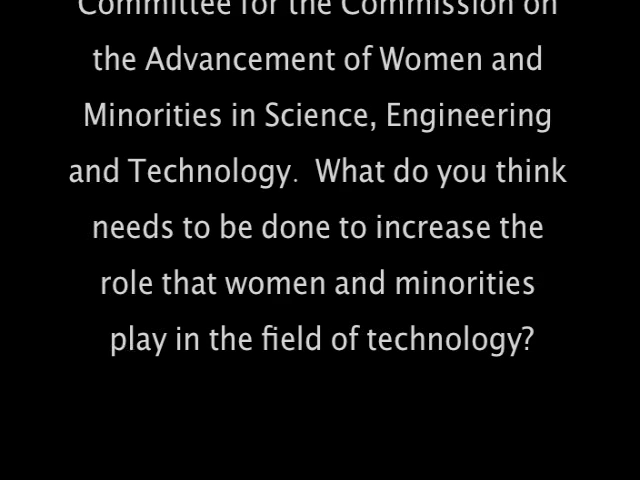 Committee for the Commission on
the Advancement of Women and
Minorities in Science, Engineering
and Technology.  What do you think
needs to be done to increase the
role that women and minorities
play in the field of technology?